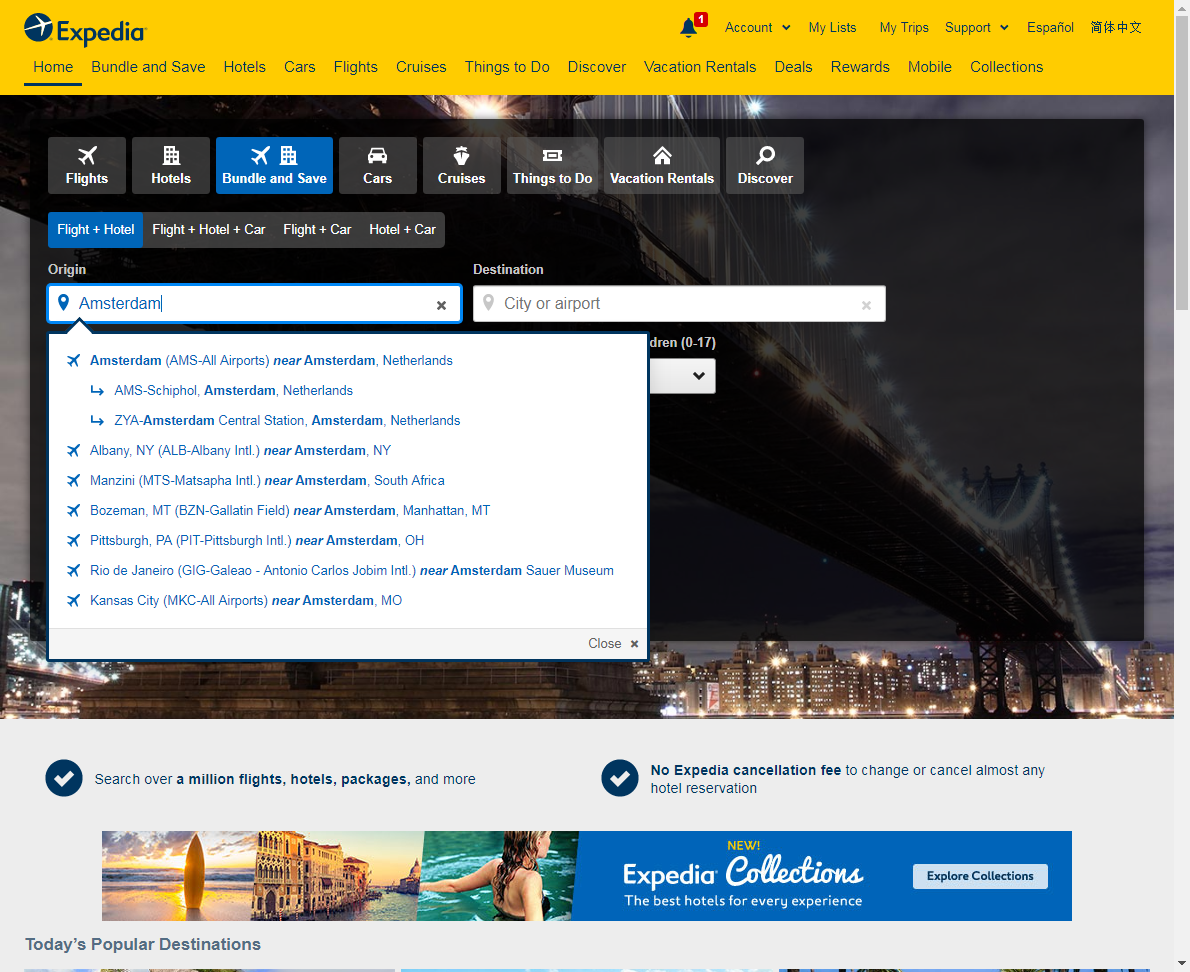 Expedia
1
Account
My Lists
My Trips
Support
Español
简体中文
Home
Bundle and Save
Hotels
Cars
Flights
Cruises
Things to Do
Discover
Vacation Rentals
Deals
Rewards
Mobile
Collections
Flights
Hotels
Bundle and Save
Cars
Cruises
Things to Do
Vacation Rentals
Discover
Flight + Hotel
Flight + Hotel + Car
Flight + Car
Hotel + Car
Origin
Destination
Amsterdam
City or airport
dren (0-17)
Amsterdam (AMS-All Airports) near Amsterdam, Netherlands
AMS-Schiphol, Amsterdam, Netherlands
ZYA-Amsterdam Central Station, Amsterdam, Netherlands
Albany, NY (ALB-Albany Intl.) near Amsterdam, NY
Manzini (MTS-Matsapha Intl.) near Amsterdam, South Africa
Bozeman, MT (BZN-Gallatin Field) near Amsterdam, Manhattan, MT
Pittsburgh, PA (PIT-Pittsburgh Intl.) near Amsterdam, OH
Rio de Janeiro (GIG-Galeao - Antonio Carlos Jobim Intl.) near Amsterdam Sauer Museum
Kansas City (MKC-All Airports) near Amsterdam, MO
Close
Search over a million flights, hotels, packages, and more
No Expedia cancellation fee to change or cancel almost any
hotel reservation
NEW!
Expedia Collections
The best hotels for every experience
Explore Collections
Today's Popular Destinations